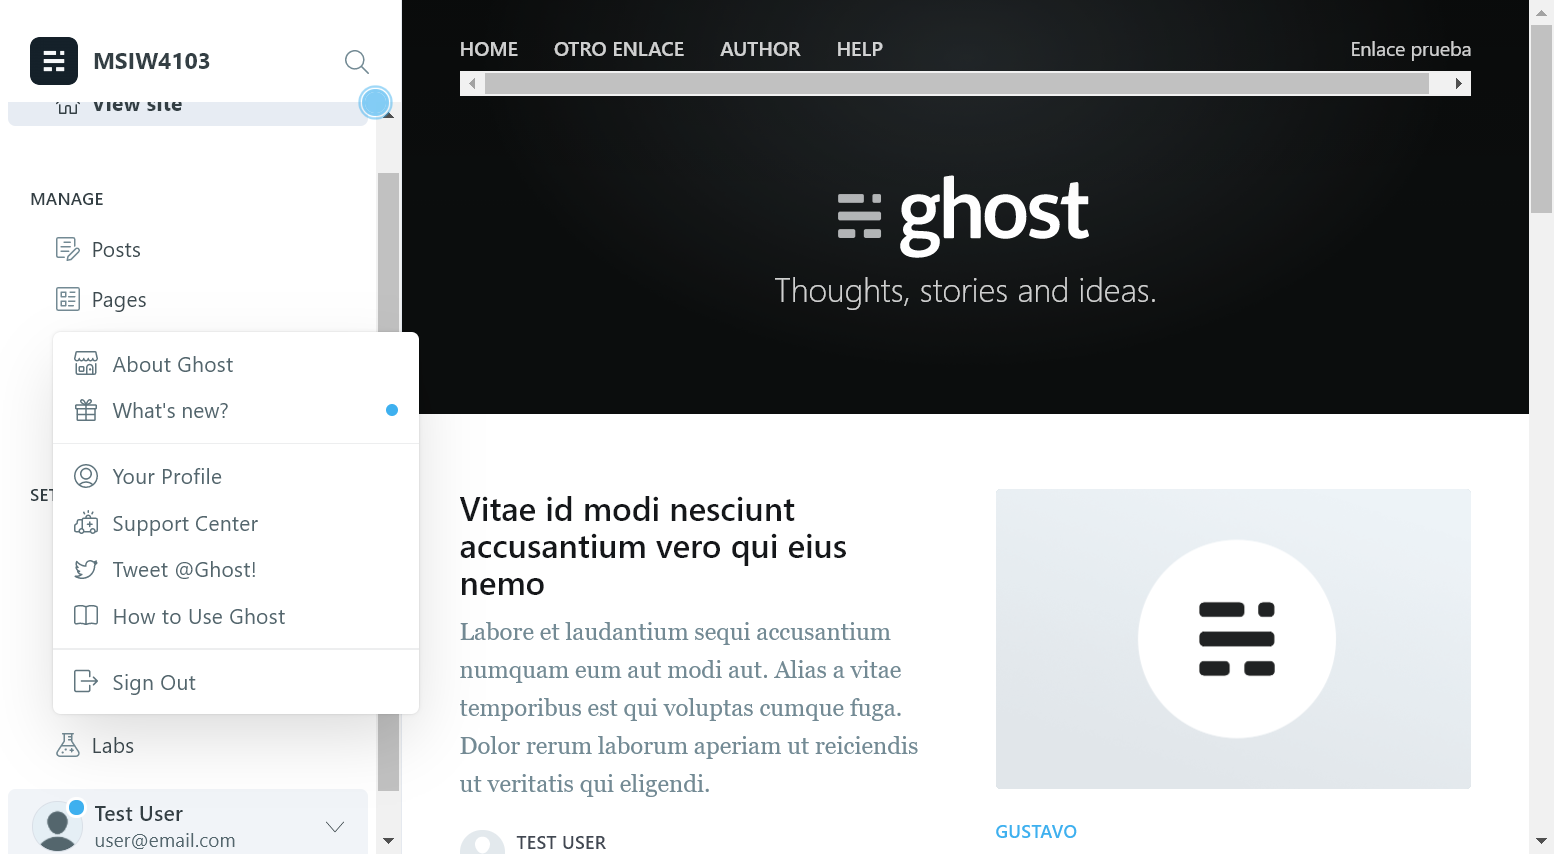 MSIW4103
View site
MANAGE
Posts
Pages
About Ghost
What's new?
SET
Your Profile
Support Center
Tweet @Ghost!
How to Use Ghost
Sign Out
Labs
Test User
user@email.com
HOME OTRO ENLACE AUTHOR HELP Enlace prueba
ghost
Thoughts, stories and ideas.
Vitae id modi nesciunt
accusantium vero qui eius
nemo
Labore et laudantium sequi accusantium
numquam eum aut modi aut. Alias a vitae
temporibus est qui voluptas cumque fuga.
Dolor rerum laborum aperiam ut reiciendis
ut veritatis qui eligendi.
TEST USER
GUSTAVO